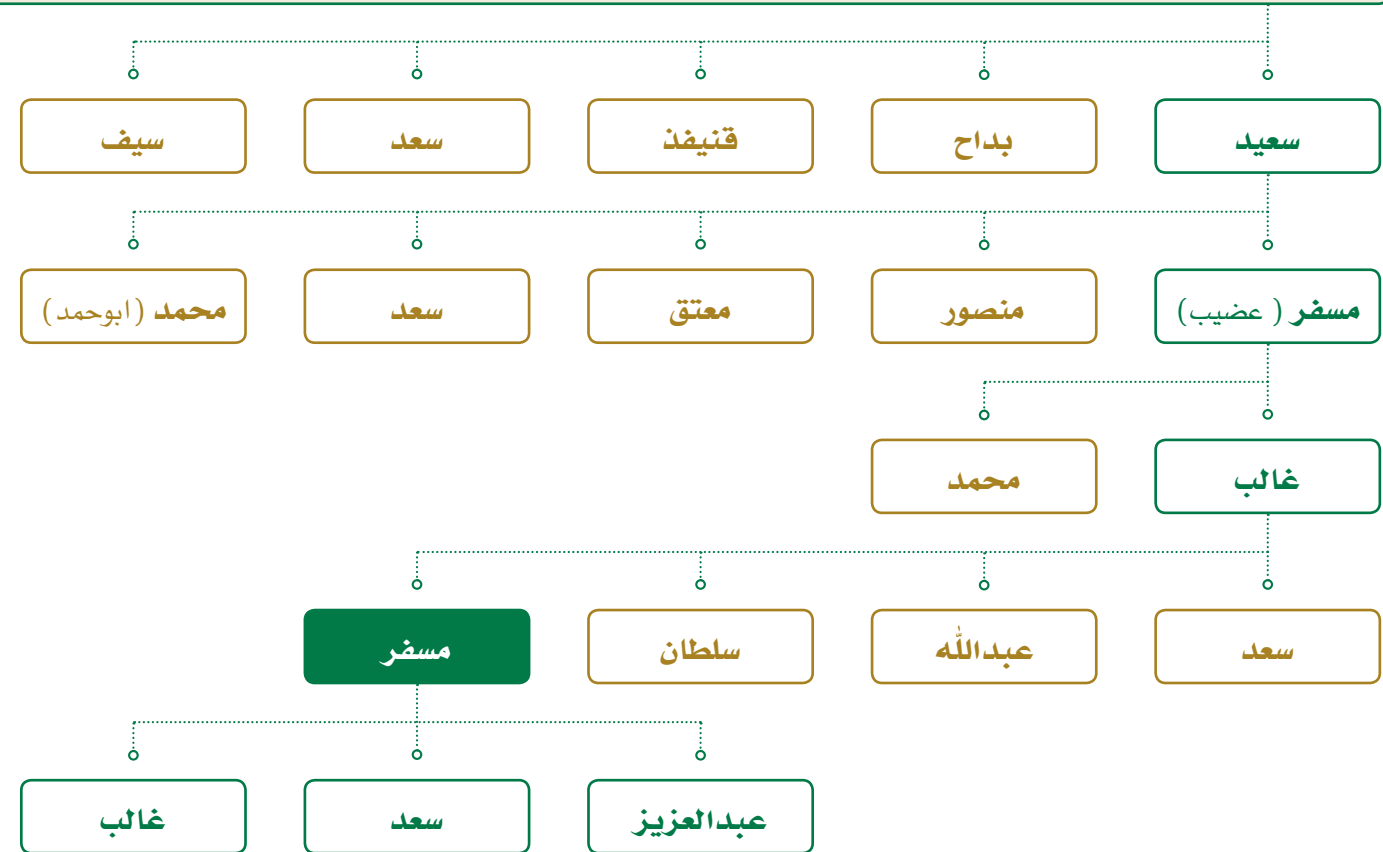 سعيد
بداح
قنيفذ
سعد
سيف
مسفر ( عضيب)
منصور
معتق
سعد
محمد (ابوحمد)
غالب
محمد
سعد
عبدالله
سلطان
مسفر
عبدالعزيز
سعد
غالب